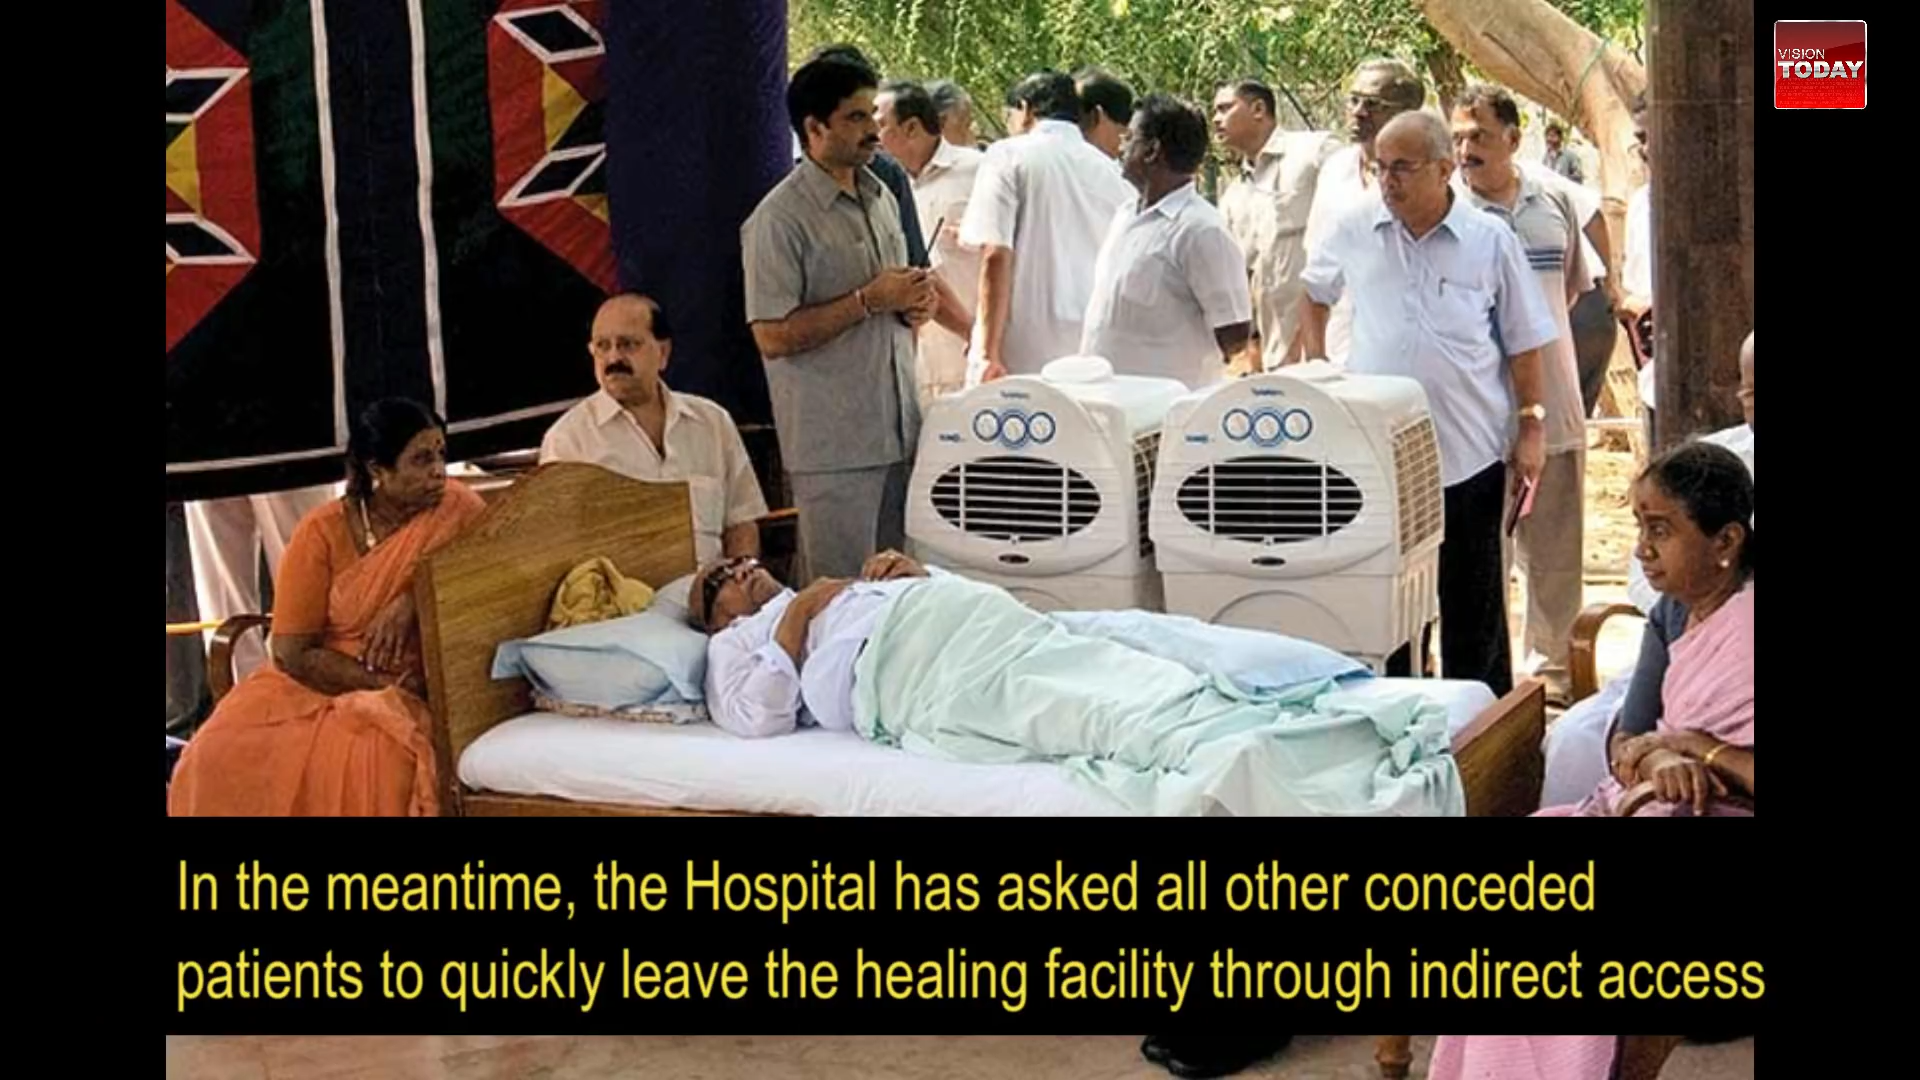 VISION
TODAY
In the meantime, the Hospital has asked all other conceded
patients to quickly leave the healing facility through indirect access